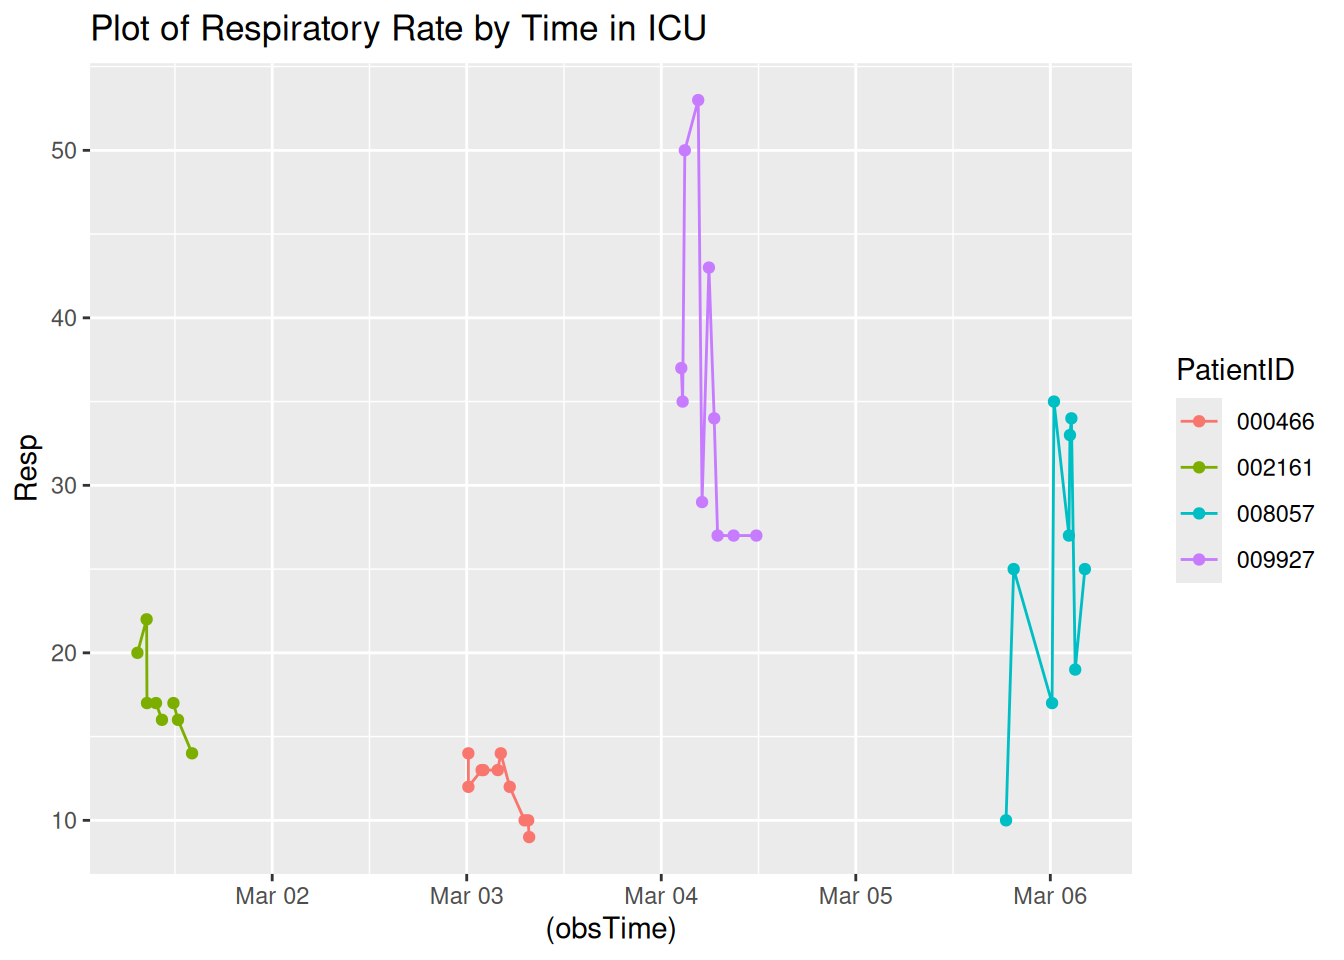 Plot of Respiratory Rate by Time in ICU
50
40
30
20
10
Resp
Mar 02
Mar 03
Mar 04
Mar 05
Mar 06
(obsTime)
PatientID
000466
002161
008057
009927